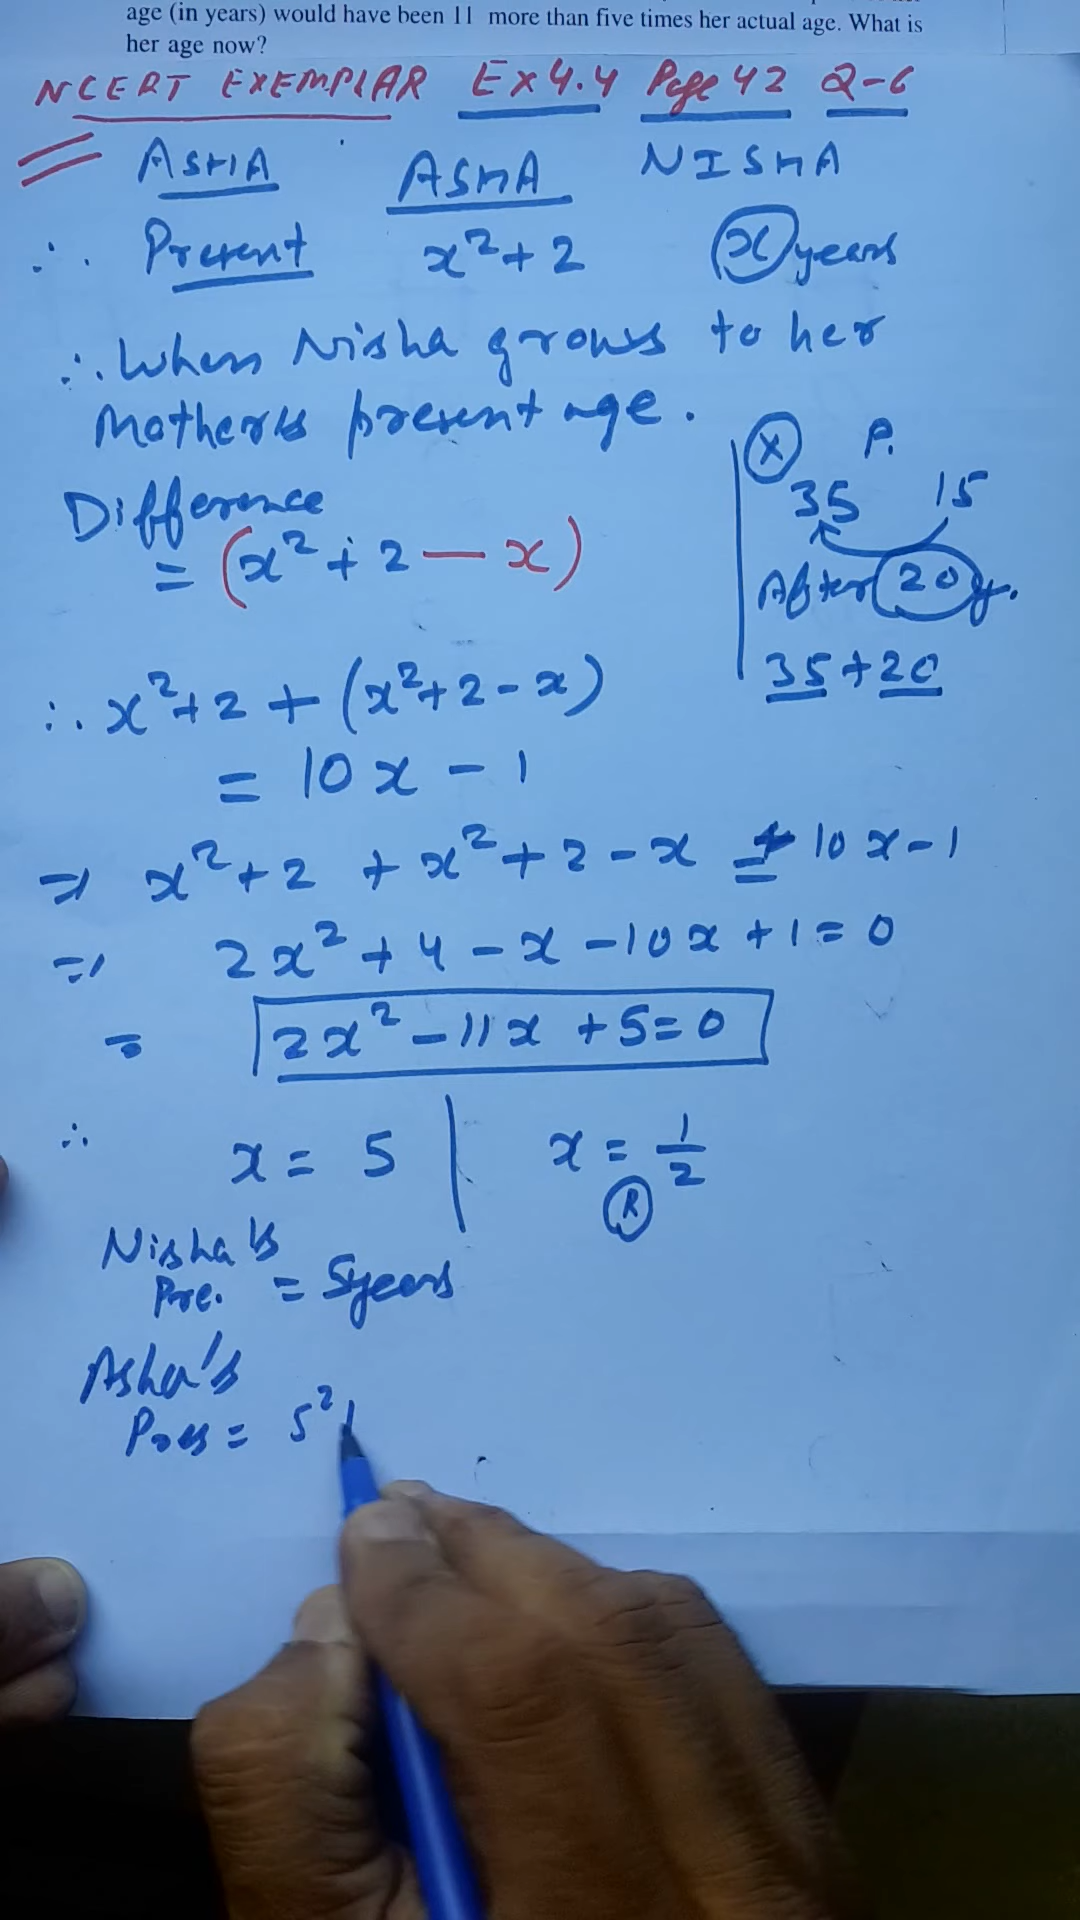 age (in years) would have been 11 more than five times her actual age. What is
her age now?
NCERT EXEMPLAR Ex 4.4 Page 42 Q-6
ASHA ASHA NISHA
∴ Present x²+2 x years
∴ When Nisha grows to her
Mother's present age.
Difference
= (x²+2 - x)
X P.
35 15
After 20 y.
35+20
∴ x²+2 + (x²+2-x)
= 10x - 1
⇒ x²+2 + x²+2-x = 10x-1
⇒ 2x²+4-x-10x+1=0
= 2x²-11x+5=0
∴ x = 5 | x = 1/2
R
Nisha's
Pre. = 5years
Asha's
Pres = 5²